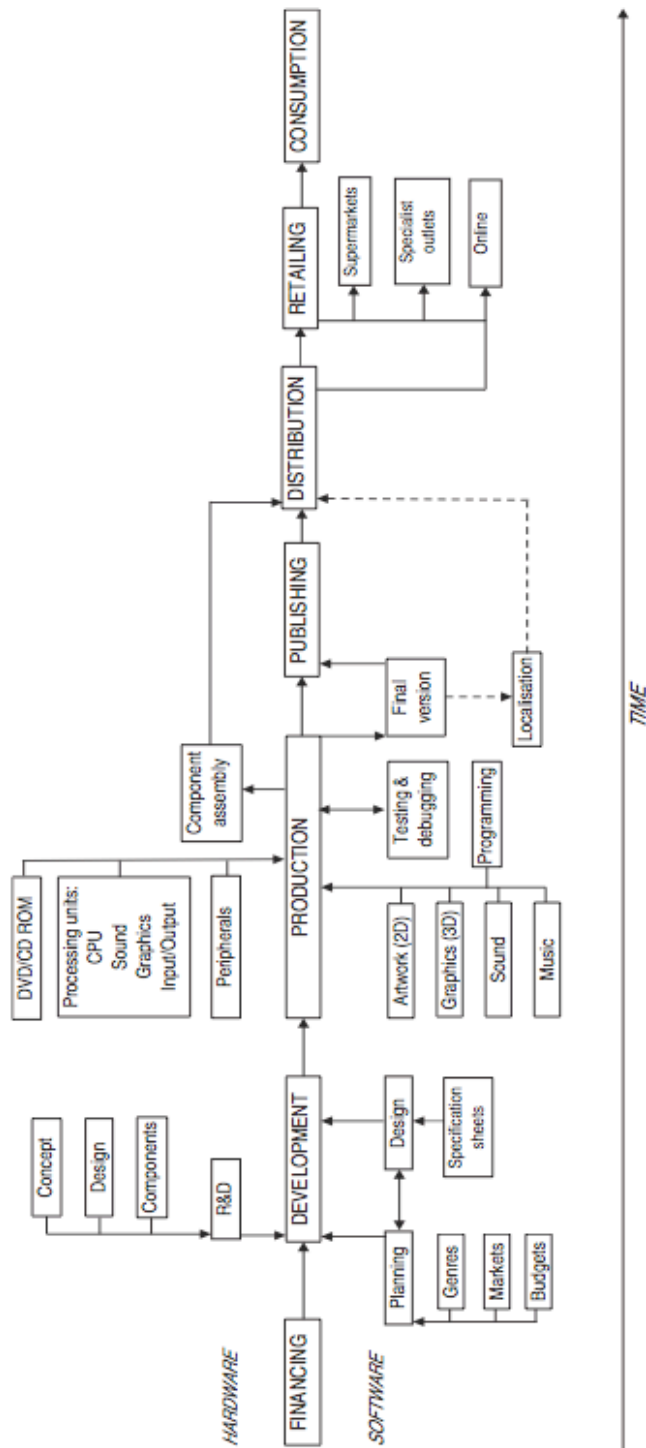 HARDWARE
SOFTWARE
FINANCING
DEVELOPMENT
PRODUCTION
PUBLISHING
DISTRIBUTION
RETAILING
CONSUMPTION
Concept
Design
Components
R&D
DVD/CD ROM
Processing units:
CPU
Sound
Graphics
Input/Output
Peripherals
Component
assembly
Planning
Genres
Markets
Budgets
Design
Specification
sheets
Artwork (2D)
Graphics (3D)
Sound
Music
Programming
Testing &
debugging
Final
version
Localisation
Supermarkets
Specialist
outlets
Online
TIME